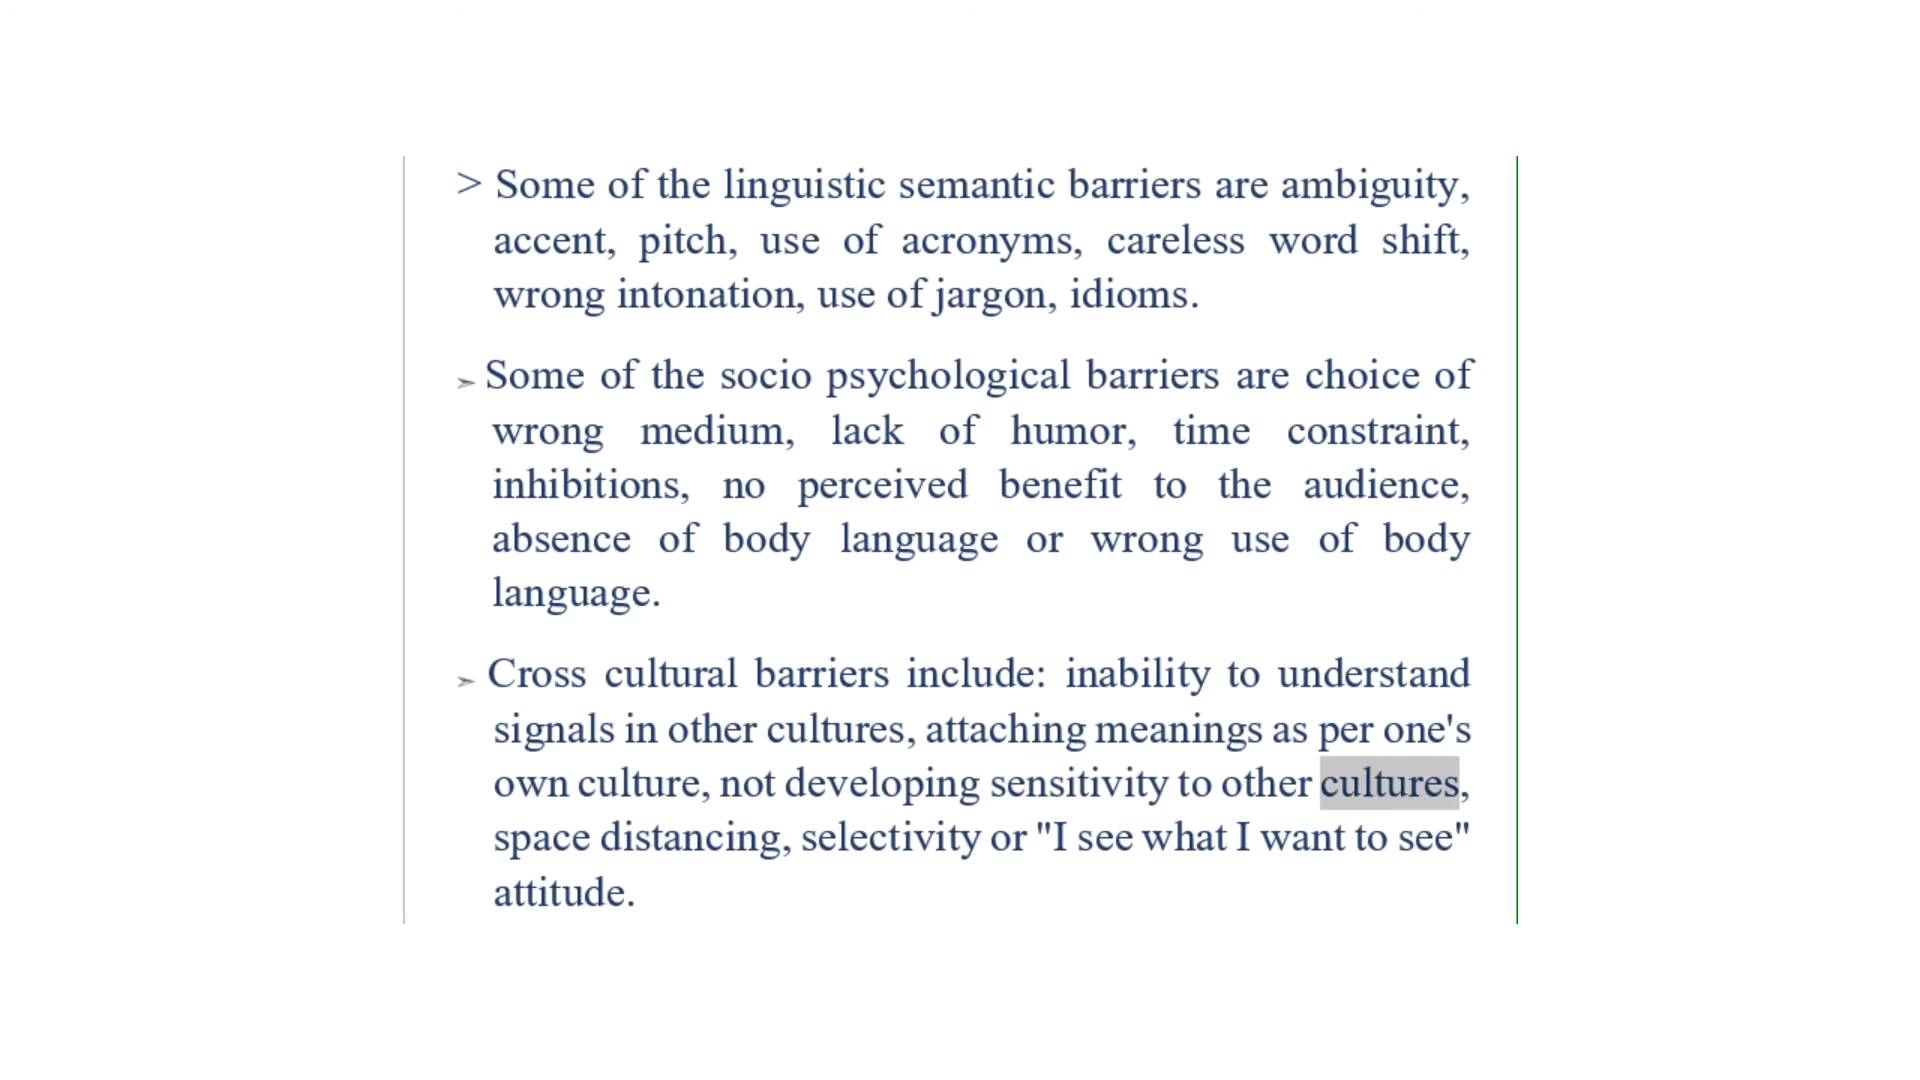 > Some of the linguistic semantic barriers are ambiguity,
accent, pitch, use of acronyms, careless word shift,
wrong intonation, use of jargon, idioms.
➢ Some of the socio psychological barriers are choice of
wrong medium, lack of humor, time constraint,
inhibitions, no perceived benefit to the audience,
absence of body language or wrong use of body
language.
➢ Cross cultural barriers include: inability to understand
signals in other cultures, attaching meanings as per one's
own culture, not developing sensitivity to other cultures,
space distancing, selectivity or "I see what I want to see"
attitude.